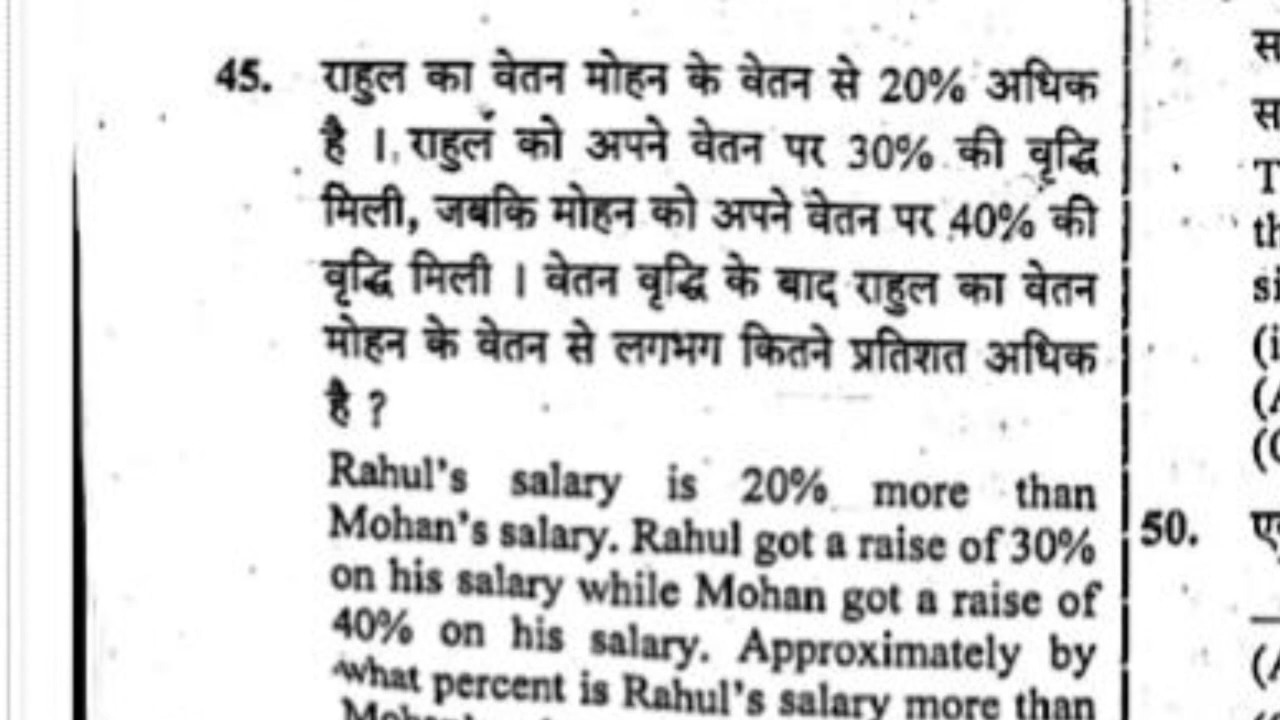 45. राहुल का वेतन मोहन के वेतन से 20% अधिक
है । राहुल को अपने वेतन पर 30% की वृद्धि
मिली, जबकि मोहन को अपने वेतन पर 40% की
वृद्धि मिली । वेतन वृद्धि के बाद राहुल का वेतन
मोहन के वेतन से लगभग कितने प्रतिशत अधिक
है ?
Rahul's salary is 20% more than
Mohan's salary. Rahul got a raise of 30%
on his salary while Mohan got a raise of
40% on his salary. Approximately by
what percent is Rahul's salary more than
50.